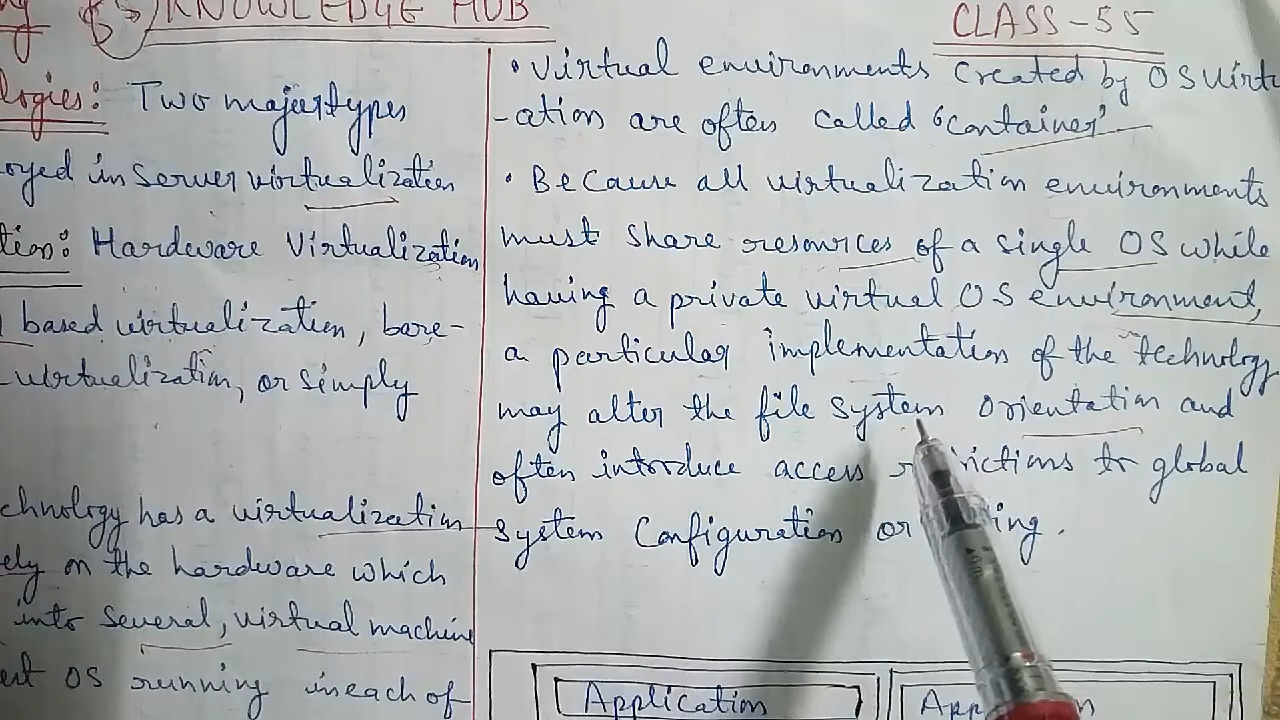 KNOWLEDGE HUB
CLASS-55
logies: Two major types
oyed in Server virtualization
tion: Hardware Virtualization
based virtualization, bare-
-virtualization, or simply
chnology has a virtualization
ely on the hardware which
into several, virtual machine
ent OS running in each of
• Virtual environments created by OS Virtu
-ation are often called 'container'
• Because all virtualization environments
must share resources of a single OS while
having a private virtual OS environment,
a particular implementation of the technology
may alter the file system orientation and
often introduce access to global
system configuration or
Application